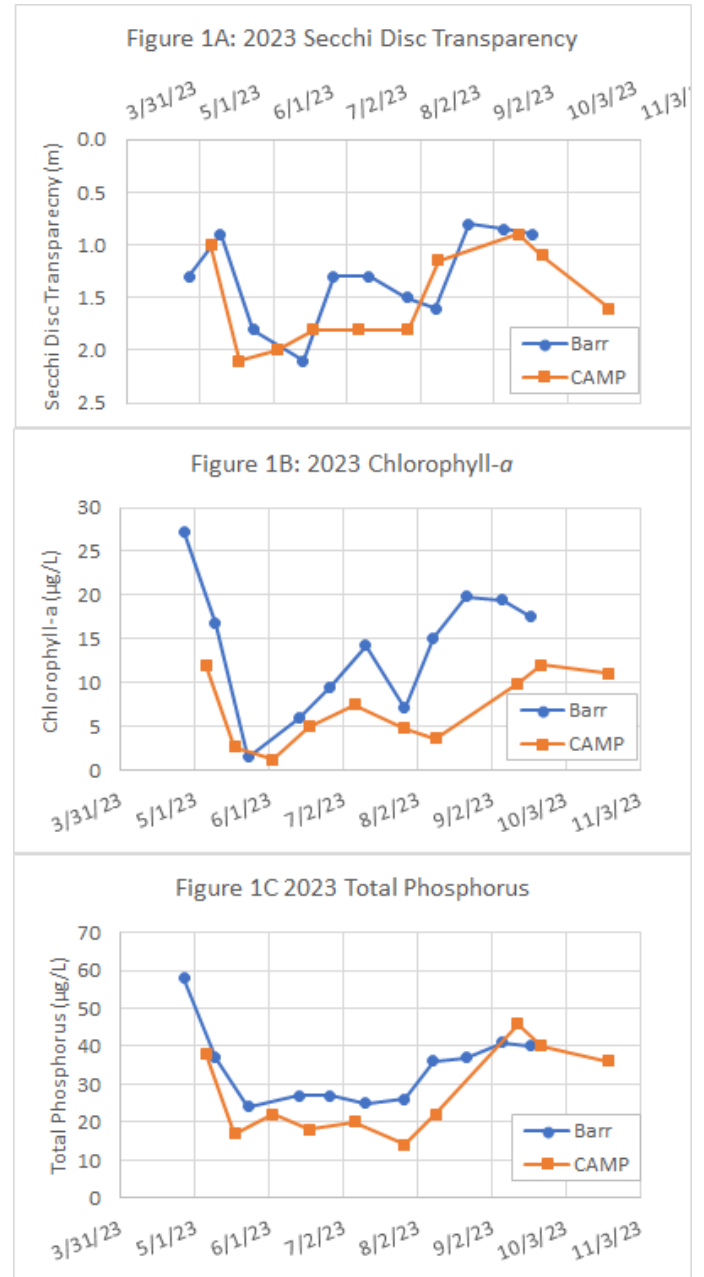 Figure 1A: 2023 Secchi Disc Transparency
3/31/23 5/1/23 6/1/23 7/2/23 8/2/23 9/2/23 10/3/23 11/3/
0.0
0.5
1.0
1.5
2.0
2.5
Secchi Disc Transparecny (m)
Barr
CAMP
Figure 1B: 2023 Chlorophyll-a
30
25
20
15
10
5
0
Chlorophyll-a (µg/L)
Barr
CAMP
3/31/23 5/1/23 6/1/23 7/2/23 8/2/23 9/2/23 10/3/23 11/3/23
Figure 1C 2023 Total Phosphorus
70
60
50
40
30
20
10
0
Total Phosphorus (µg/L)
Barr
CAMP
3/31/23 5/1/23 6/1/23 7/2/23 8/2/23 9/2/23 10/3/23 11/3/23